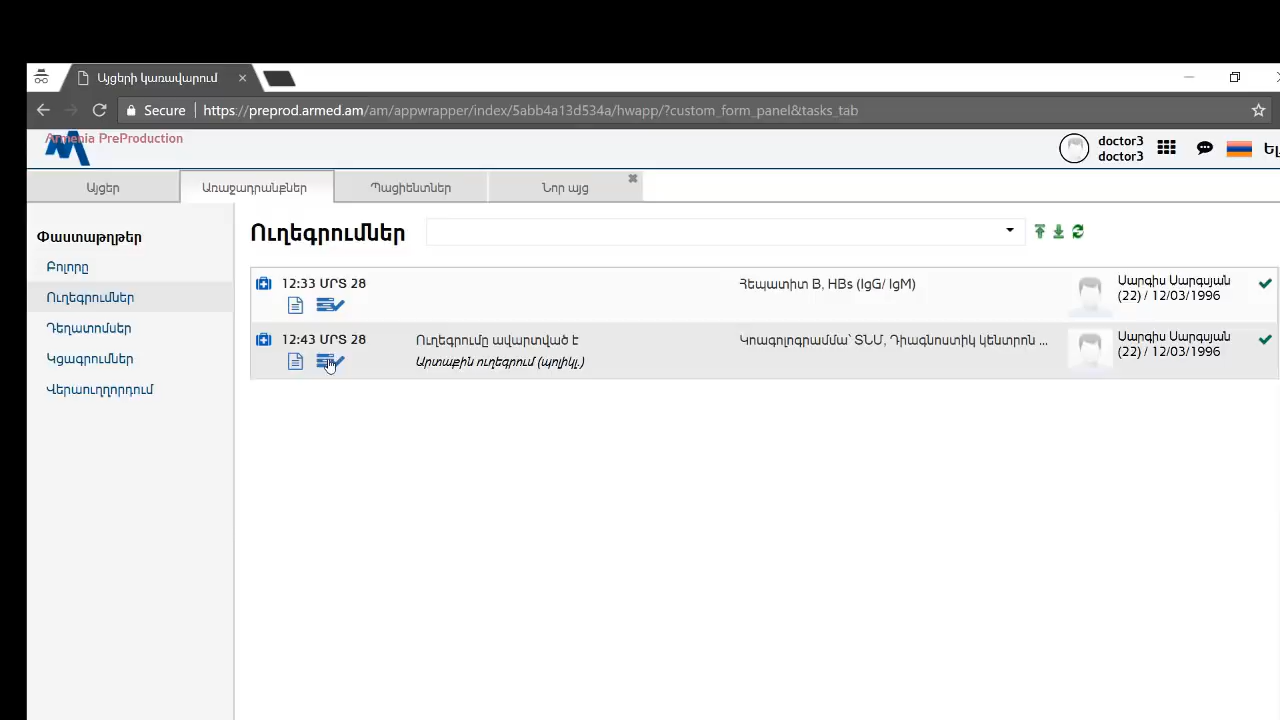 Այցերի կառավարում
Secure https://preprod.armed.am/am/appwrapper/index/5abb4a13d534a/hwapp/?custom_form_panel&tasks_tab
Armenia PreProduction
doctor3
doctor3
Այցեր
Առաջադրանքներ
Պացիենտներ
Նոր այց
Փաստաթղթեր
Բոլորը
Ուղեգրումներ
Դեղատոմսեր
Կցագրումներ
Վերաուղղորդում
Ուղեգրումներ
12:33 ՄՐՏ 28
Հեպատիտ B, HBs (IgG/ IgM)
Սարգիս Սարգսյան
(22) / 12/03/1996
12:43 ՄՐՏ 28
Ուղեգրումը ավարտված է
Արտաքին ուղեգրում (պոլիկլ.)
Կոագոլոգրամմա՝ ՏՆՄ, Դիագնոստիկ կենտրոն ...
Սարգիս Սարգսյան
(22) / 12/03/1996